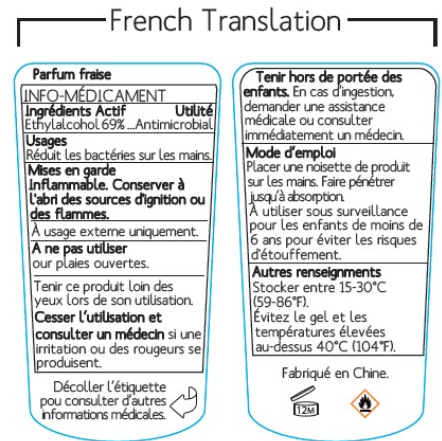 French Translation
Parfum fraise
INFO-MÉDICAMENT
Ingrédients Actif Utilité
Ethylalcohol 69% ...Antimicrobial
Usages
Réduit les bactéries sur les mains.
Mises en garde
Inflammable. Conserver à
l'abri des sources d'ignition ou
des flammes.
À usage externe uniquement.
A ne pas utiliser
our plaies ouvertes.
Tenir ce produit loin des
yeux lors de son utilisation.
Cesser l'utilisation et
consulter un médecin si une
irritation ou des rougeurs se
produisent.
Décoller l'étiquette
pou consulter d'autres
informations médicales.
Tenir hors de portée des
enfants. En cas d'ingestion,
demander une assistance
médicale ou consulter
immédiatement un médecin.
Mode d'emploi
Placer une noisette de produit
sur les mains. Faire pénétrer
jusqu'à absorption.
À utiliser sous surveillance
pour les enfants de moins de
6 ans pour éviter les risques
d'étouffement.
Autres renseignments
Stocker entre 15-30°C
(59-86°F).
Évitez le gel et les
températures élevées
au-dessus 40°C (104°F).
Fabriqué en Chine.
12M